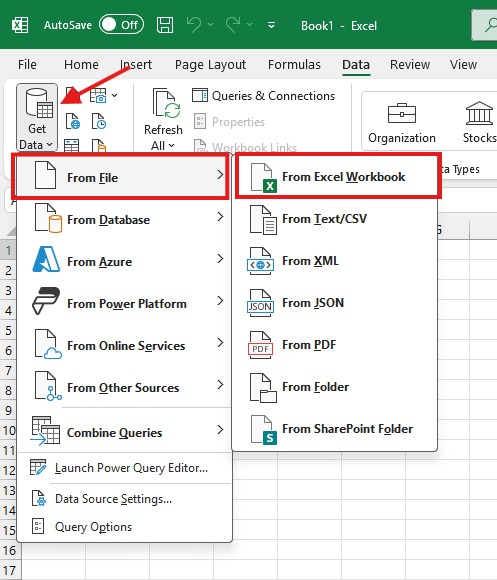 AutoSave Off Book1 - Excel
File Home Insert Page Layout Formulas Data Review View
Get Data
Refresh All
Queries & Connections
Properties
Workbook Links
Organization
Stocks
ta Types
From File
From Database
From Azure
From Power Platform
From Online Services
From Other Sources
Combine Queries
Launch Power Query Editor...
Data Source Settings...
Query Options
From Excel Workbook
From Text/CSV
From XML
From JSON
JSON
From PDF
PDF
From Folder
From SharePoint Folder
G
1
2
3
4
5
6
7
8
9
10
11
12
13
14
15
16
17